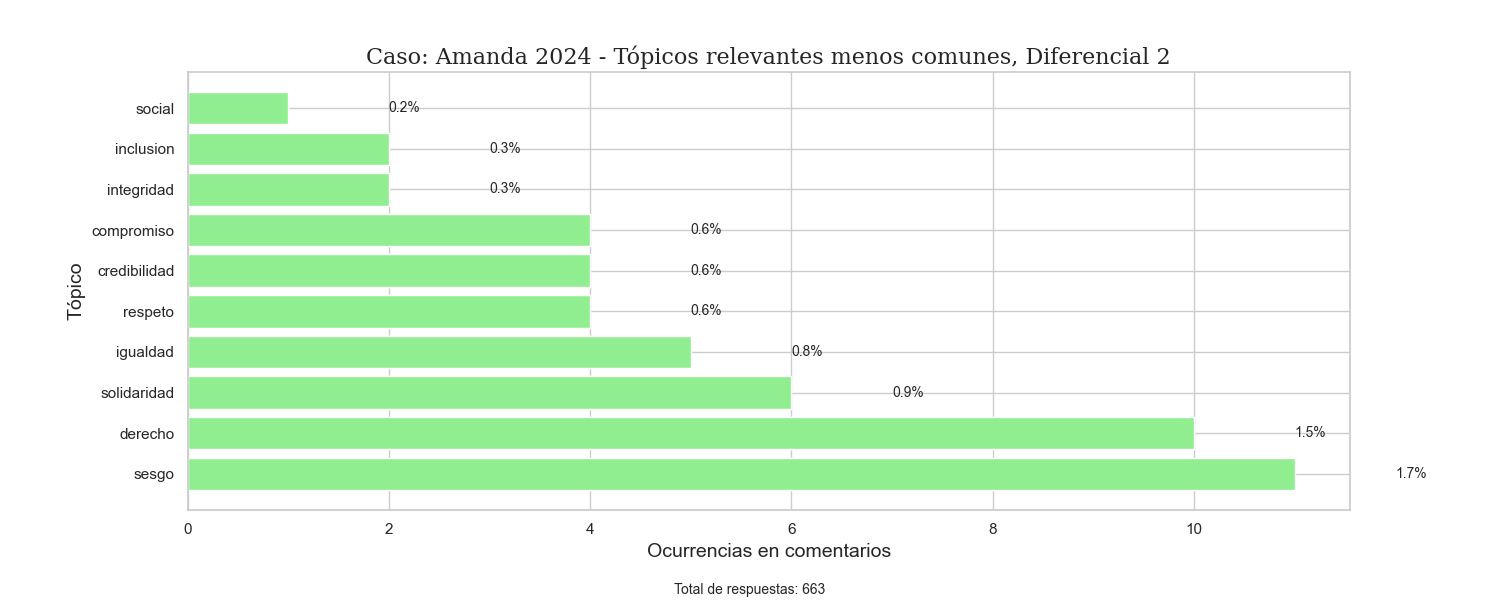 Caso: Amanda 2024 - Tópicos relevantes menos comunes, Diferencial 2
Tópico
social 0.2%
inclusion 0.3%
integridad 0.3%
compromiso 0.6%
credibilidad 0.6%
respeto 0.6%
igualdad 0.8%
solidaridad 0.9%
derecho 1.5%
sesgo 1.7%
0 2 4 6 8 10
Ocurrencias en comentarios
Total de respuestas: 663